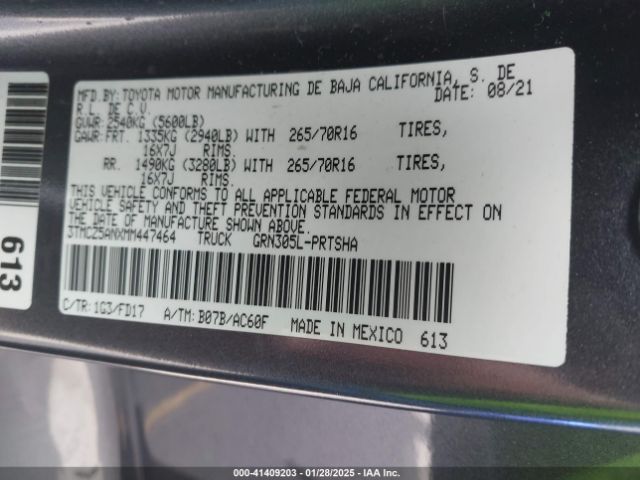 MFD.BY:TOYOTA MOTOR MANUFACTURING DE BAJA CALIFORNIA, S. DE
R.L. DE C.V. DATE: 08/21
GVWR: 2540KG (5600LB)
GAWR:FRT. 1335KG (2940LB) WITH 265/70R16 TIRES,
16X7J RIMS.
RR. 1490KG (3280LB) WITH 265/70R16 TIRES,
16X7J RIMS.
THIS VEHICLE CONFORMS TO ALL APPLICABLE FEDERAL MOTOR
VEHICLE SAFETY AND THEFT PREVENTION STANDARDS IN EFFECT ON
THE DATE OF MANUFACTURE SHOWN ABOVE.
3TMCZ5ANXMM447464 TRUCK GRN305L-PRTSHA
C/TR:1G3/FD17 A/TM:B07B/AC60F MADE IN MEXICO 613
613
000-41409203 - 01/28/2025 - IAA Inc.